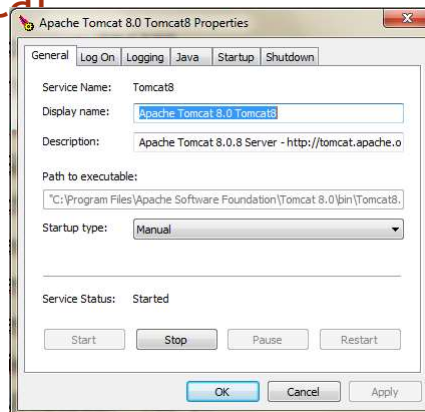 Apache Tomcat 8.0 Tomcat8 Properties
General Log On Logging Java Startup Shutdown
Service Name: Tomcat8
Display name: Apache Tomcat 8.0 Tomcat8
Description: Apache Tomcat 8.0.8 Server - http://tomcat.apache.o
Path to executable:
"C:\Program Files\Apache Software Foundation\Tomcat 8.0\bin\Tomcat8.
Startup type: Manual
Service Status: Started
Start Stop Pause Restart
OK Cancel Apply